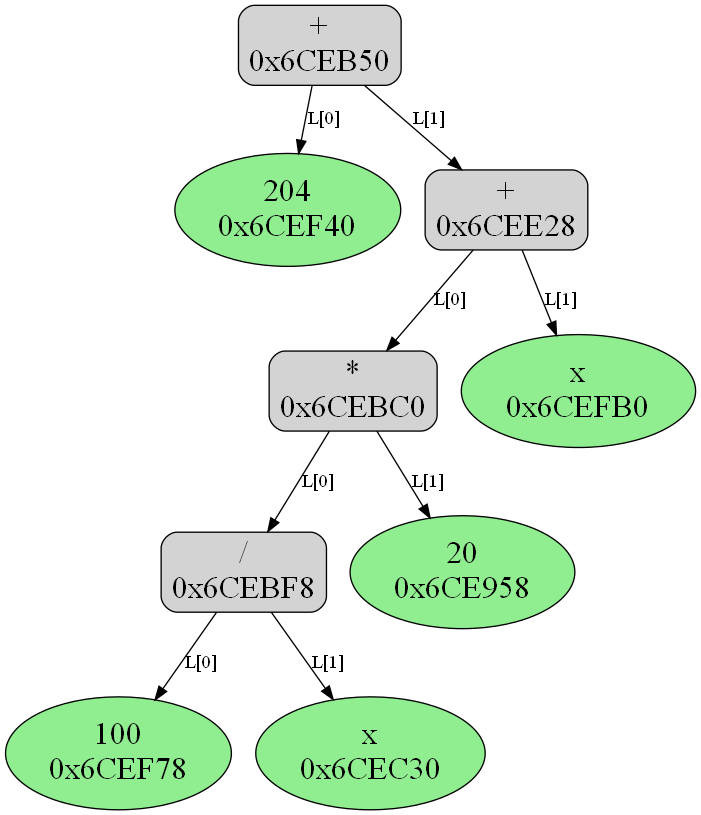 +
0x6CEB50
L[0]
L[1]
204
0x6CEF40
+
0x6CEE28
L[0]
L[1]
*
0x6CEBC0
x
0x6CEFB0
L[0]
L[1]
/
0x6CEBF8
20
0x6CE958
L[0]
L[1]
100
0x6CEF78
x
0x6CEC30